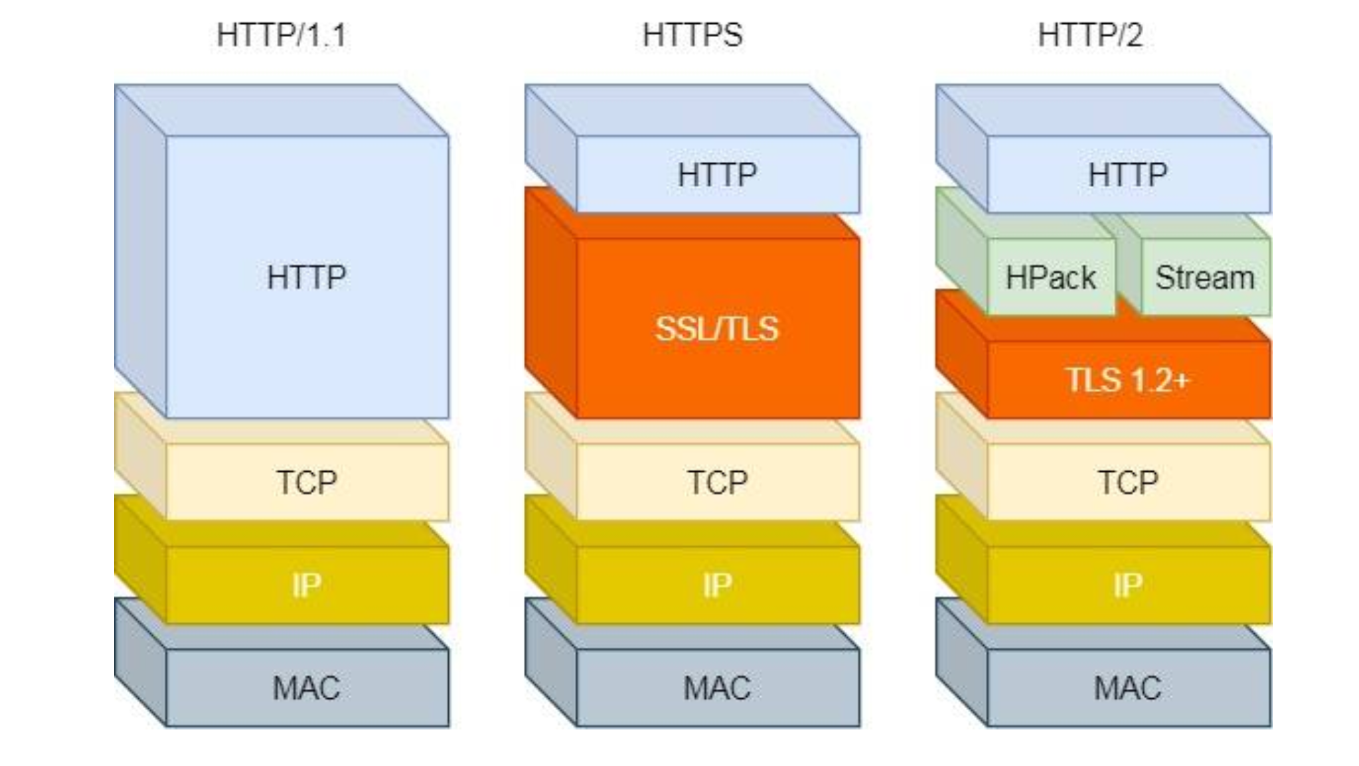 HTTP/1.1
HTTPS
HTTP/2
HTTP
TCP
IP
MAC
HTTP
SSL/TLS
TCP
IP
MAC
HTTP
HPack
Stream
TLS 1.2+
TCP
IP
MAC